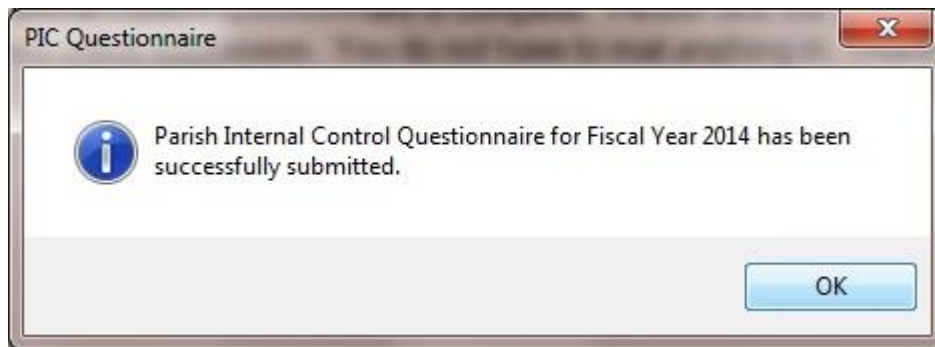 PIC Questionnaire
Parish Internal Control Questionnaire for Fiscal Year 2014 has been
successfully submitted.
OK